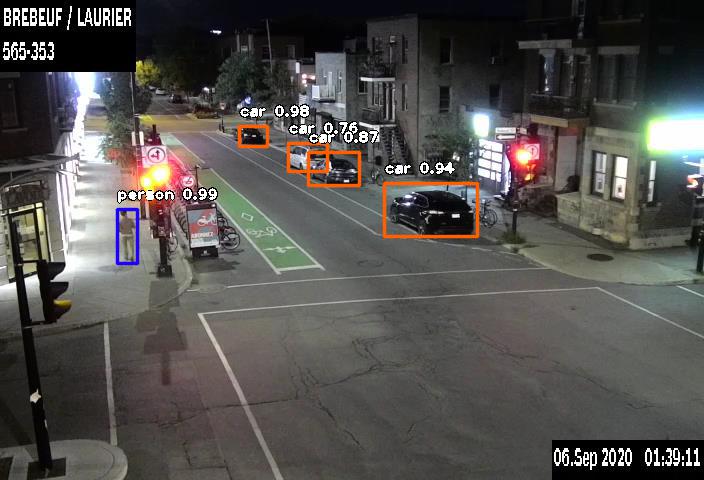 BREBEUF / LAURIER
565-353
car 0.98
car 0.76
car 0.87
car 0.94
person 0.99
ABONNEZ
06.Sep 2020 01:39:11